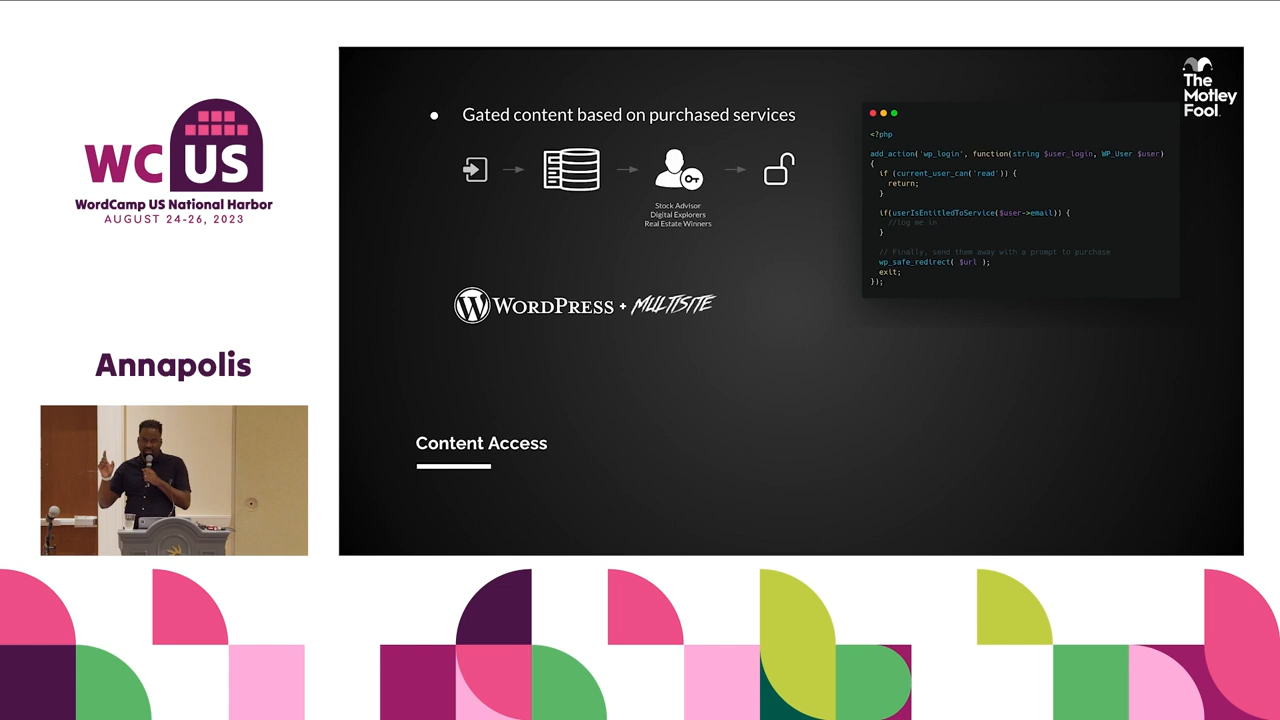 WC US
WordCamp US National Harbor
AUGUST 24-26, 2023
Annapolis
The
Motley
Fool.
● Gated content based on purchased services
Stock Advisor
Digital Explorers
Real Estate Winners
WORDPRESS + MULTISITE
Content Access
<?php
add_action('wp_login', function(string $user_login, WP_User $user)
{
if (current_user_can('read')) {
return;
}
if(userIsEntitledToService($user->email)) {
//log me in
}
// Finally, send them away with a prompt to purchase
wp_safe_redirect( $url );
exit;
});